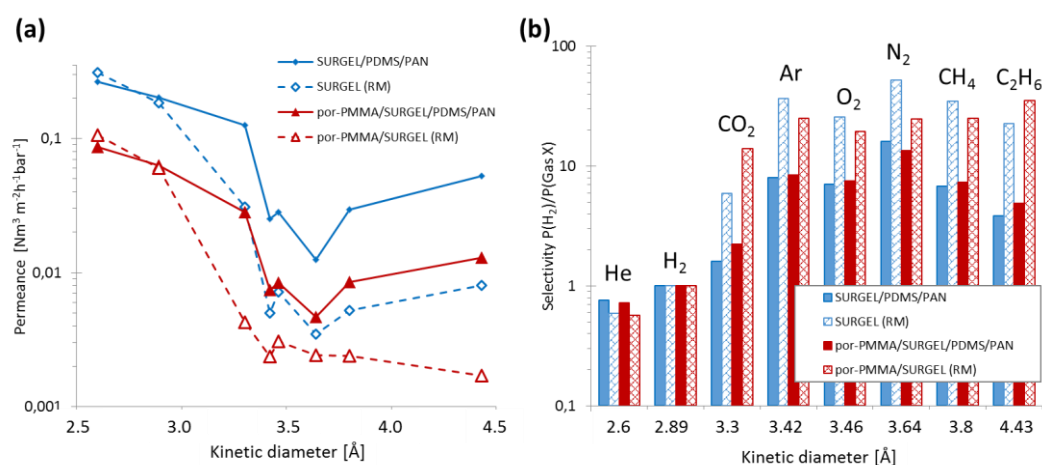 (a)
SURGEL/PDMS/PAN
SURGEL (RM)
por-PMMA/SURGEL/PDMS/PAN
por-PMMA/SURGEL (RM)
Permeance [Nm³ m⁻²h⁻¹bar⁻¹]
0,1
0,01
0,001
2.5 3.0 3.5 4.0 4.5
Kinetic diameter [Å]
(b)
Selectivity P(H₂)/P(Gas X)
100
10
1
0,1
He
H₂
CO₂
Ar
O₂
N₂
CH₄
C₂H₆
SURGEL/PDMS/PAN
SURGEL (RM)
por-PMMA/SURGEL/PDMS/PAN
por-PMMA/SURGEL (RM)
2.6 2.89 3.3 3.42 3.46 3.64 3.8 4.43
Kinetic diameter [Å]